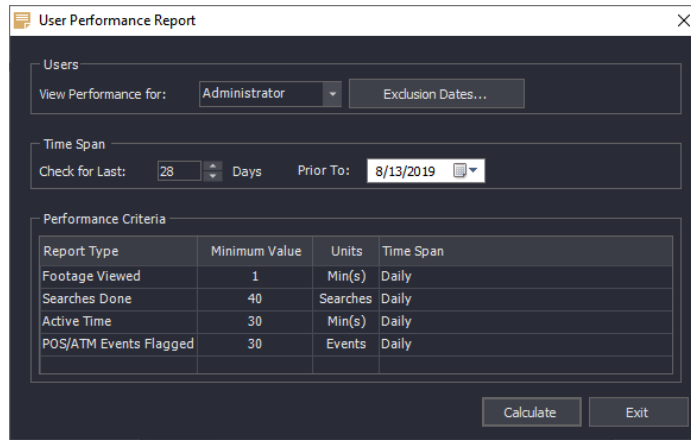 User Performance Report
Users
View Performance for: Administrator Exclusion Dates...
Time Span
Check for Last: 28 Days Prior To: 8/13/2019
Performance Criteria
Report Type Minimum Value Units Time Span
Footage Viewed 1 Min(s) Daily
Searches Done 40 Searches Daily
Active Time 30 Min(s) Daily
POS/ATM Events Flagged 30 Events Daily
Calculate Exit